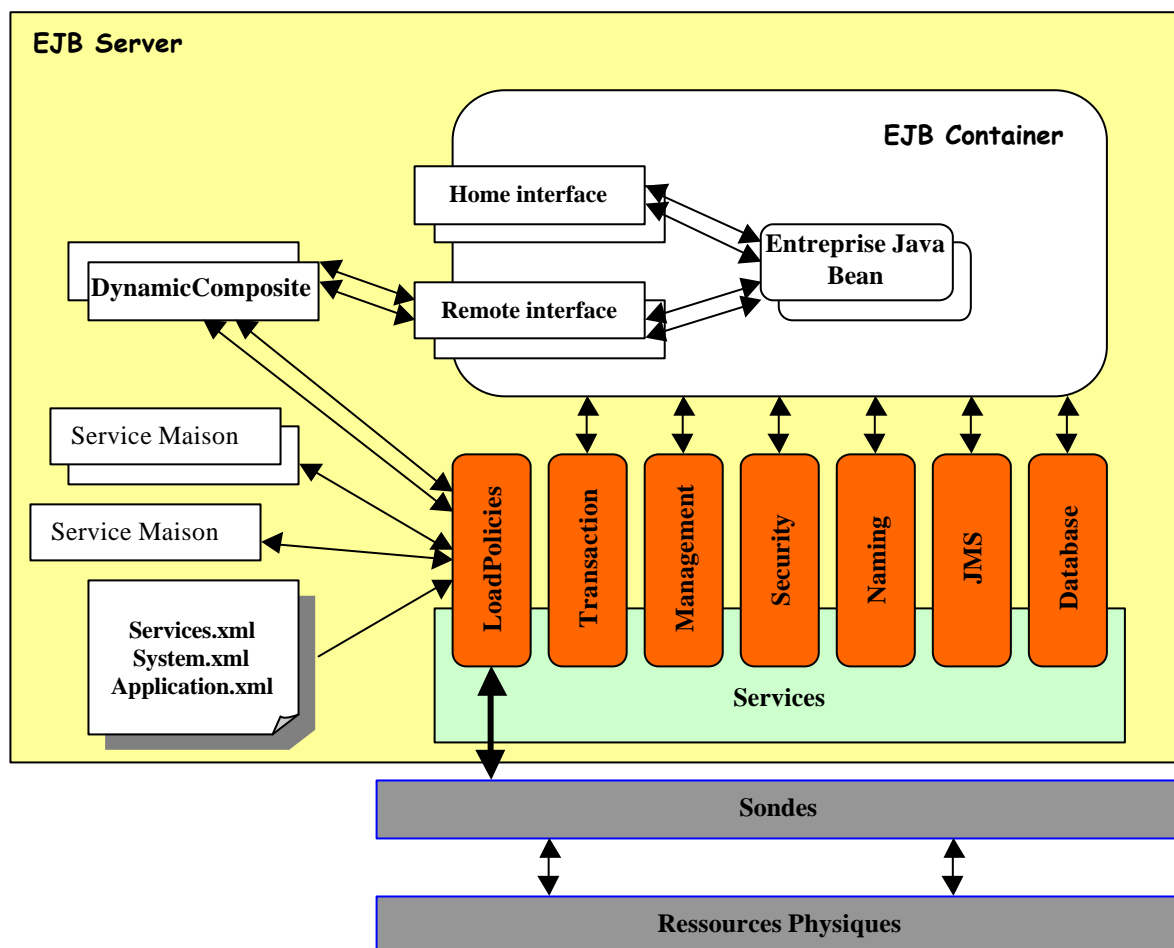 EJB Server
EJB Container
Home interface
Entreprise Java
Bean
DynamicComposite
Remote interface
Service Maison
Service Maison
Services.xml
System.xml
Application.xml
LoadPolicies
Transaction
Management
Security
Naming
JMS
Database
Services
Sondes
Ressources Physiques